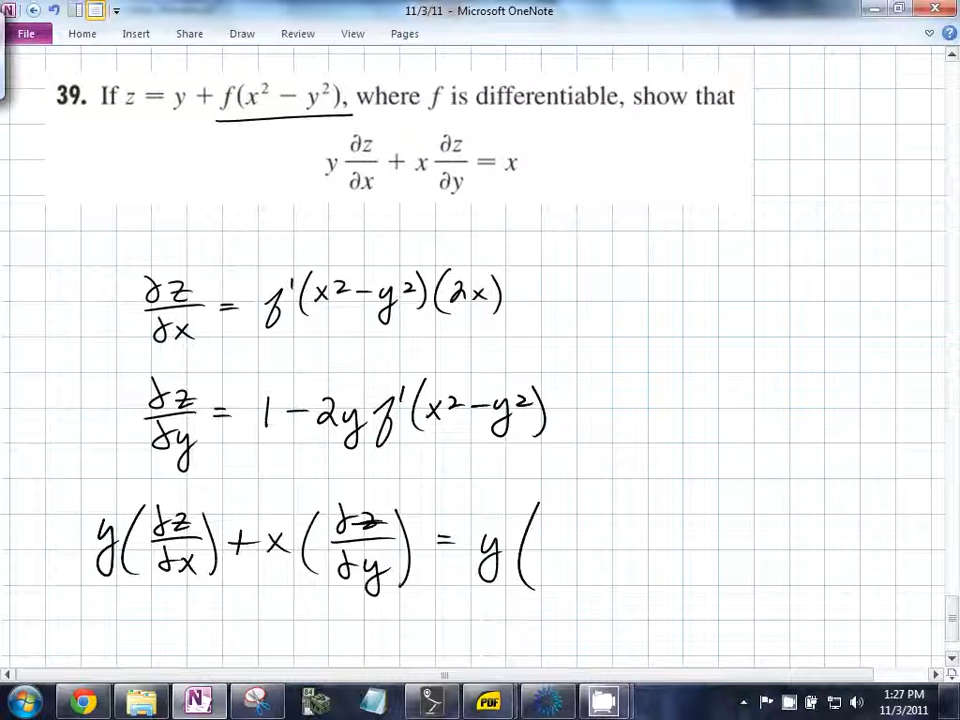 11/3/11 - Microsoft OneNote
File Home Insert Share Draw Review View Pages
39. If z = y + f(x² − y²), where f is differentiable, show that
y ∂z/∂x + x ∂z/∂y = x
∂z/∂x = f'(x²−y²)(2x)
∂z/∂y = 1 − 2y f'(x²−y²)
y(∂z/∂x) + x(∂z/∂y) = y(
PDF
1:27 PM
11/3/2011